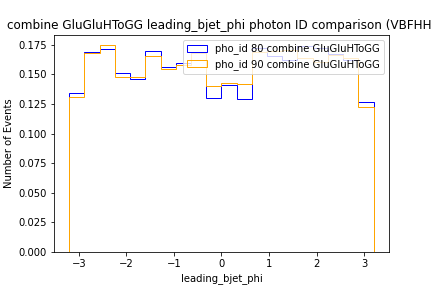 combine GluGluHToGG leading_bjet_phi photon ID comparison (VBFHH
0.175
0.150
0.125
0.100
0.075
0.050
0.025
0.000
Number of Events
pho_id 80 combine GluGluHToGG
pho_id 90 combine GluGluHToGG
−3 −2 −1 0 1 2 3
leading_bjet_phi